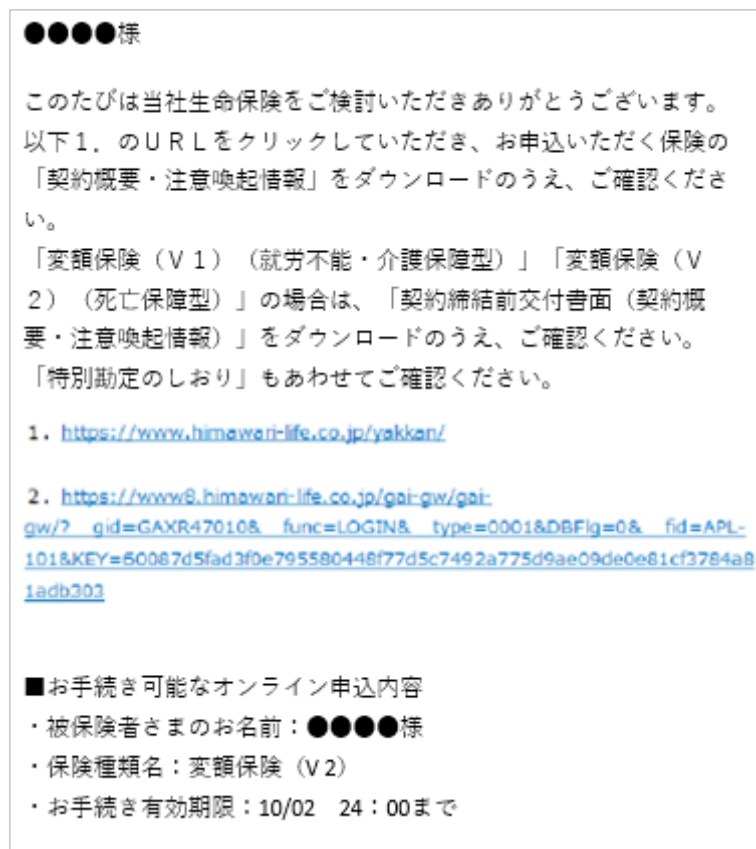 ●●●●様
このたびは当社生命保険をご検討いただきありがとうございます。
以下1．のＵＲＬをクリックしていただき、お申込いただく保険の
「契約概要・注意喚起情報」をダウンロードのうえ、ご確認くださ
い。
「変額保険（Ｖ１）（就労不能・介護保障型）」「変額保険（Ｖ
２）（死亡保障型）」の場合は、「契約締結前交付書面（契約概
要・注意喚起情報）」をダウンロードのうえ、ご確認ください。
「特別勘定のしおり」もあわせてご確認ください。
1. https://www.himawari-life.co.jp/yakkan/
2. https://www8.himawari-life.co.jp/gai-gw/gai-
gw/?__gid=GAXR47010&__func=LOGIN&__type=0001&DBFlg=0&__fid=APL-
101&KEY=60087d5fad3f0e795580448f77d5c7492a775d9ae09de0e81cf3784a8
1adb303
■お手続き可能なオンライン申込内容
・被保険者さまのお名前：●●●●様
・保険種類名：変額保険（V2）
・お手続き有効期限：10/02　24：00まで